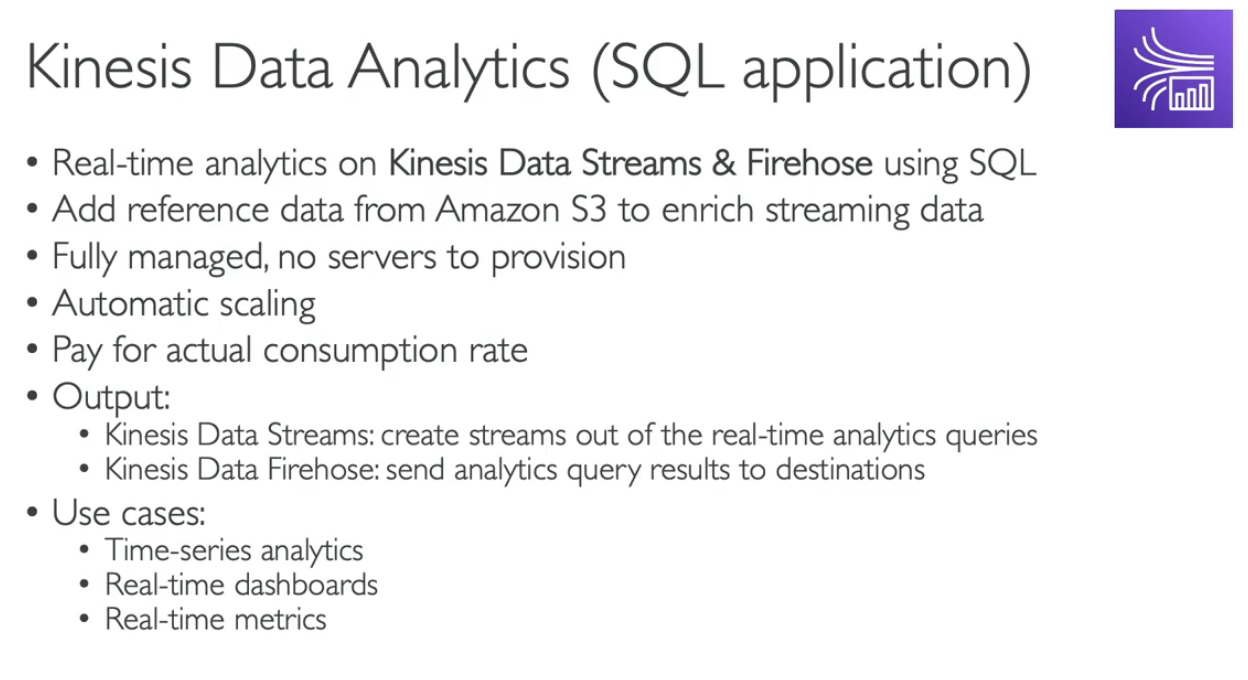 Kinesis Data Analytics (SQL application)
• Real-time analytics on Kinesis Data Streams & Firehose using SQL
• Add reference data from Amazon S3 to enrich streaming data
• Fully managed, no servers to provision
• Automatic scaling
• Pay for actual consumption rate
• Output:
• Kinesis Data Streams: create streams out of the real-time analytics queries
• Kinesis Data Firehose: send analytics query results to destinations
• Use cases:
• Time-series analytics
• Real-time dashboards
• Real-time metrics